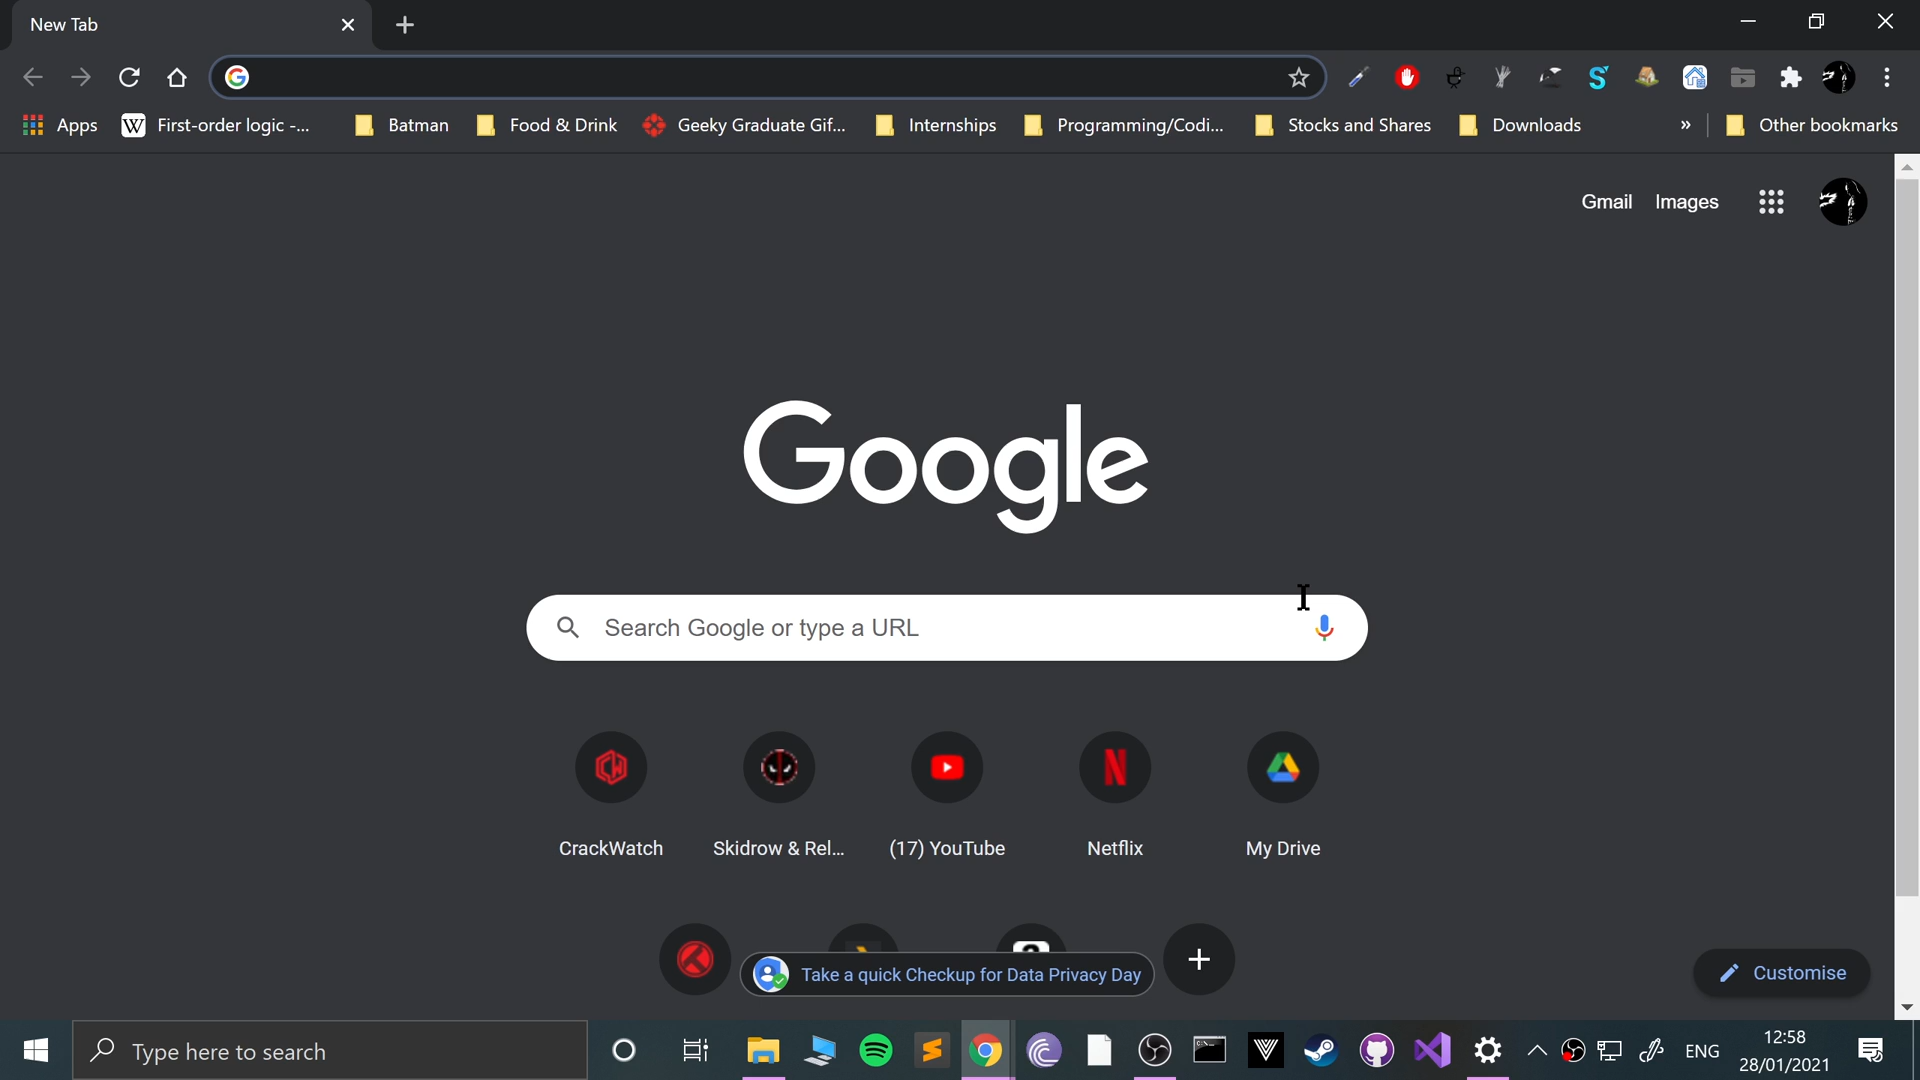 New Tab
Apps
First-order logic -...
Batman
Food & Drink
Geeky Graduate Gif...
Internships
Programming/Codi...
Stocks and Shares
Downloads
»
Other bookmarks
Gmail
Images
Google
Search Google or type a URL
CrackWatch
Skidrow & Rel...
(17) YouTube
Netflix
My Drive
Take a quick Checkup for Data Privacy Day
Customise
Type here to search
ENG
12:58
28/01/2021